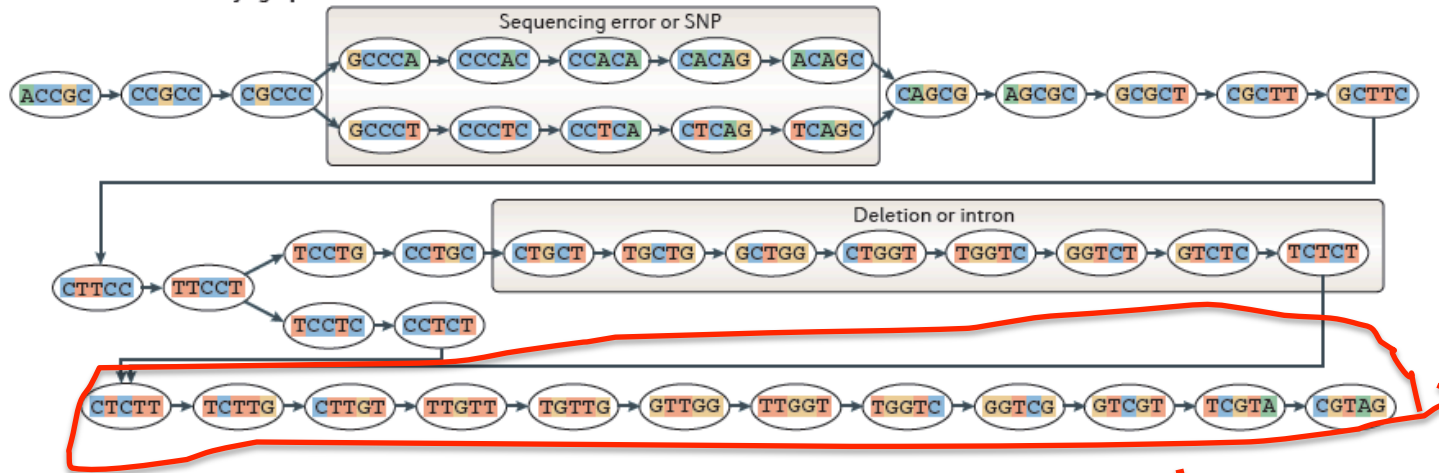 Sequencing error or SNP
GCCCA CCCAC CCACA CACAG ACAGC
ACCGC CCGCC CGCCC CAGCG AGCGC GCGCT CGCTT GCTTC
GCCCT CCCTC CCTCA CTCAG TCAGC
Deletion or intron
TCCTG CCTGC CTGCT TGCTG GCTGG CTGGT TGGTC GGTCT GTCTC TCTCT
CTTCC TTCCT
TCCTC CCTCT
CTCTT TCTTG CTTGT TTGTT TGTTG GTTGG TTGGT TGGTC GGTCG GTCGT TCGTA CGTAG